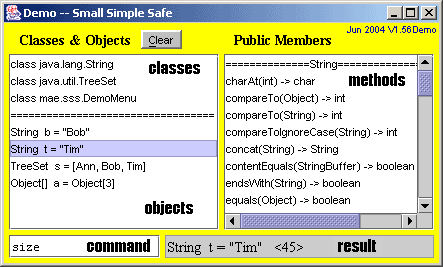 Demo -- Small Simple Safe
Jun 2004 V1.56Demo
Classes & Objects
Clear
Public Members
class java.lang.String
class java.util.TreeSet
class mae.sss.DemoMenu
classes
==================================
String b = "Bob"
String t = "Tim"
TreeSet s = [Ann, Bob, Tim]
Object[] a = Object[3]
objects
=============String=============
charAt(int) -> char
methods
compareTo(Object) -> int
compareTo(String) -> int
compareToIgnoreCase(String) -> int
concat(String) -> String
contentEquals(StringBuffer) -> boolean
endsWith(String) -> boolean
equals(Object) -> boolean
size
command
String t = "Tim" <45>
result